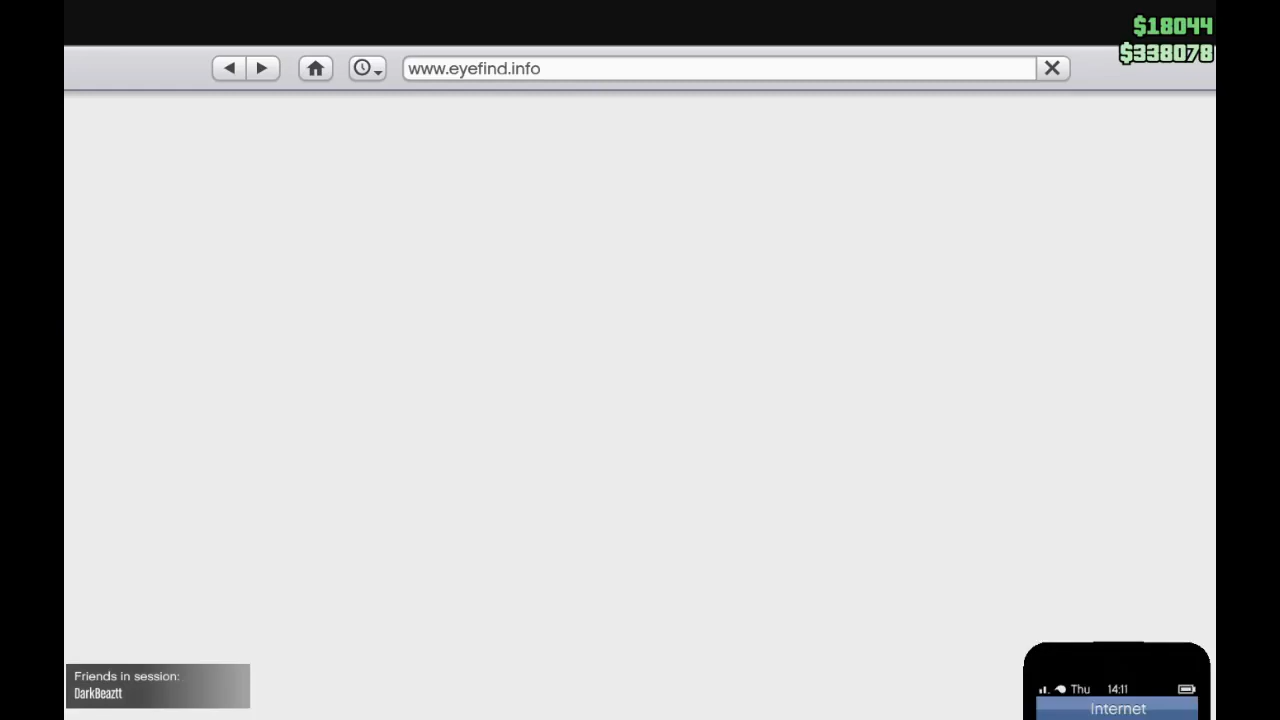 $18044
$338078
www.eyefind.info
Friends in session:
DarkBeaztt
Thu 14:11
Internet